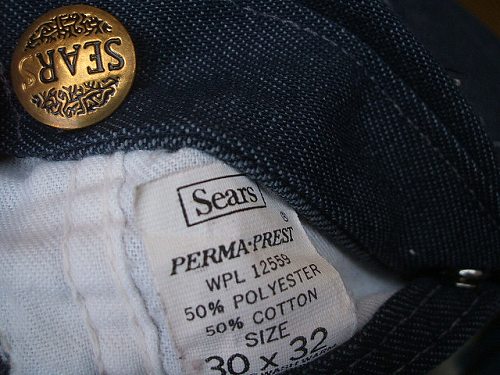 SEARS
Sears
®
PERMA-PREST
WPL 12559
50% POLYESTER
50% COTTON
SIZE
30 x 32